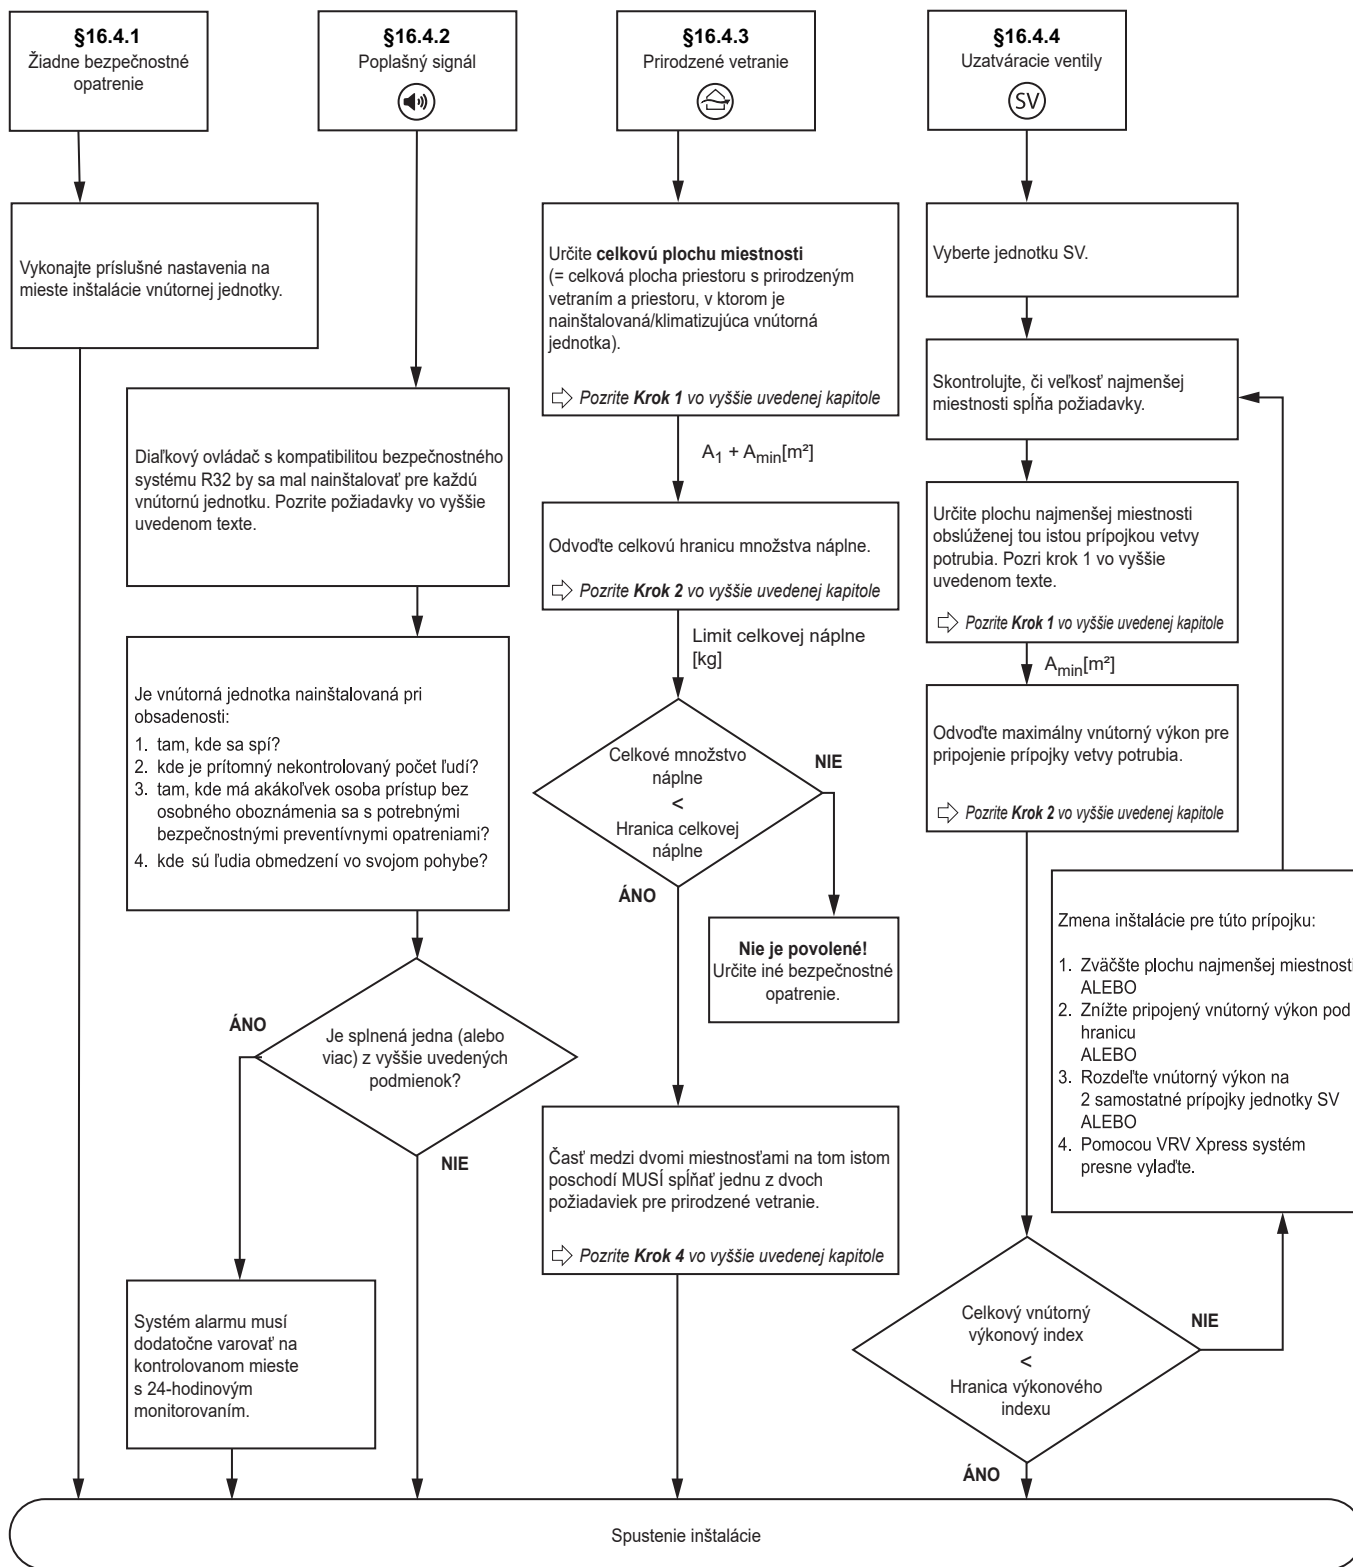 §16.4.1
Žiadne bezpečnostné
opatrenie
§16.4.2
Poplašný signál
§16.4.3
Prirodzené vetranie
§16.4.4
Uzatváracie ventily
SV
Vykonajte príslušné nastavenia na
mieste inštalácie vnútornej jednotky.
Diaľkový ovládač s kompatibilitou bezpečnostného
systému R32 by sa mal nainštalovať pre každú
vnútornú jednotku. Pozrite požiadavky vo vyššie
uvedenom texte.
Je vnútorná jednotka nainštalovaná pri
obsadenosti:
1. tam, kde sa spí?
2. kde je prítomný nekontrolovaný počet ľudí?
3. tam, kde má akákoľvek osoba prístup bez
osobného oboznámenia sa s potrebnými
bezpečnostnými preventívnymi opatreniami?
4. kde sú ľudia obmedzení vo svojom pohybe?
ÁNO
Je splnená jedna (alebo
viac) z vyššie uvedených
podmienok?
NIE
Systém alarmu musí
dodatočne varovať na
kontrolovanom mieste
s 24-hodinovým
monitorovaním.
Určite celkovú plochu miestnosti
(= celková plocha priestoru s prirodzeným
vetraním a priestoru, v ktorom je
nainštalovaná/klimatizujúca vnútorná
jednotka).
⇨ Pozrite Krok 1 vo vyššie uvedenej kapitole
A1 + Amin[m²]
Odvoďte celkovú hranicu množstva náplne.
⇨ Pozrite Krok 2 vo vyššie uvedenej kapitole
Limit celkovej náplne
[kg]
Celkové množstvo
náplne
<
Hranica celkovej
náplne
NIE
ÁNO
Nie je povolené!
Určite iné bezpečnostné
opatrenie.
Časť medzi dvomi miestnosťami na tom istom
poschodí MUSÍ spĺňať jednu z dvoch
požiadaviek pre prirodzené vetranie.
⇨ Pozrite Krok 4 vo vyššie uvedenej kapitole
Vyberte jednotku SV.
Skontrolujte, či veľkosť najmenšej
miestnosti spĺňa požiadavky.
Určite plochu najmenšej miestnosti
obslúženej tou istou prípojkou vetvy
potrubia. Pozri krok 1 vo vyššie
uvedenom texte.
⇨ Pozrite Krok 1 vo vyššie uvedenej kapitole
Amin[m²]
Odvoďte maximálny vnútorný výkon pre
pripojenie prípojky vetvy potrubia.
⇨ Pozrite Krok 2 vo vyššie uvedenej kapitole
Zmena inštalácie pre túto prípojku:
1. Zväčšte plochu najmenšej miestnosti
ALEBO
2. Znížte pripojený vnútorný výkon pod
hranicu
ALEBO
3. Rozdeľte vnútorný výkon na
2 samostatné prípojky jednotky SV
ALEBO
4. Pomocou VRV Xpress systém
presne vylaďte.
Celkový vnútorný
výkonový index
<
Hranica výkonového
indexu
NIE
ÁNO
Spustenie inštalácie